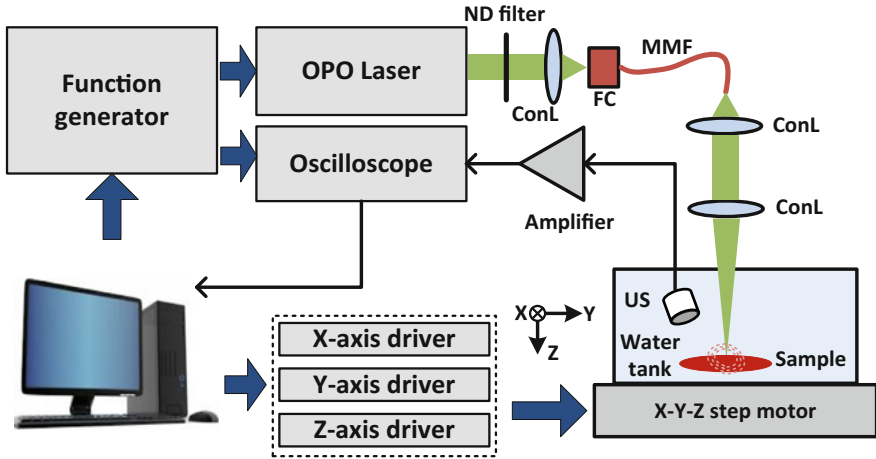 ND filter
Function
generator
OPO Laser
MMF
ConL
FC
ConL
Oscilloscope
Amplifier
ConL
US
X
Y
Z
Water
tank
Sample
X-axis driver
Y-axis driver
Z-axis driver
X-Y-Z step motor